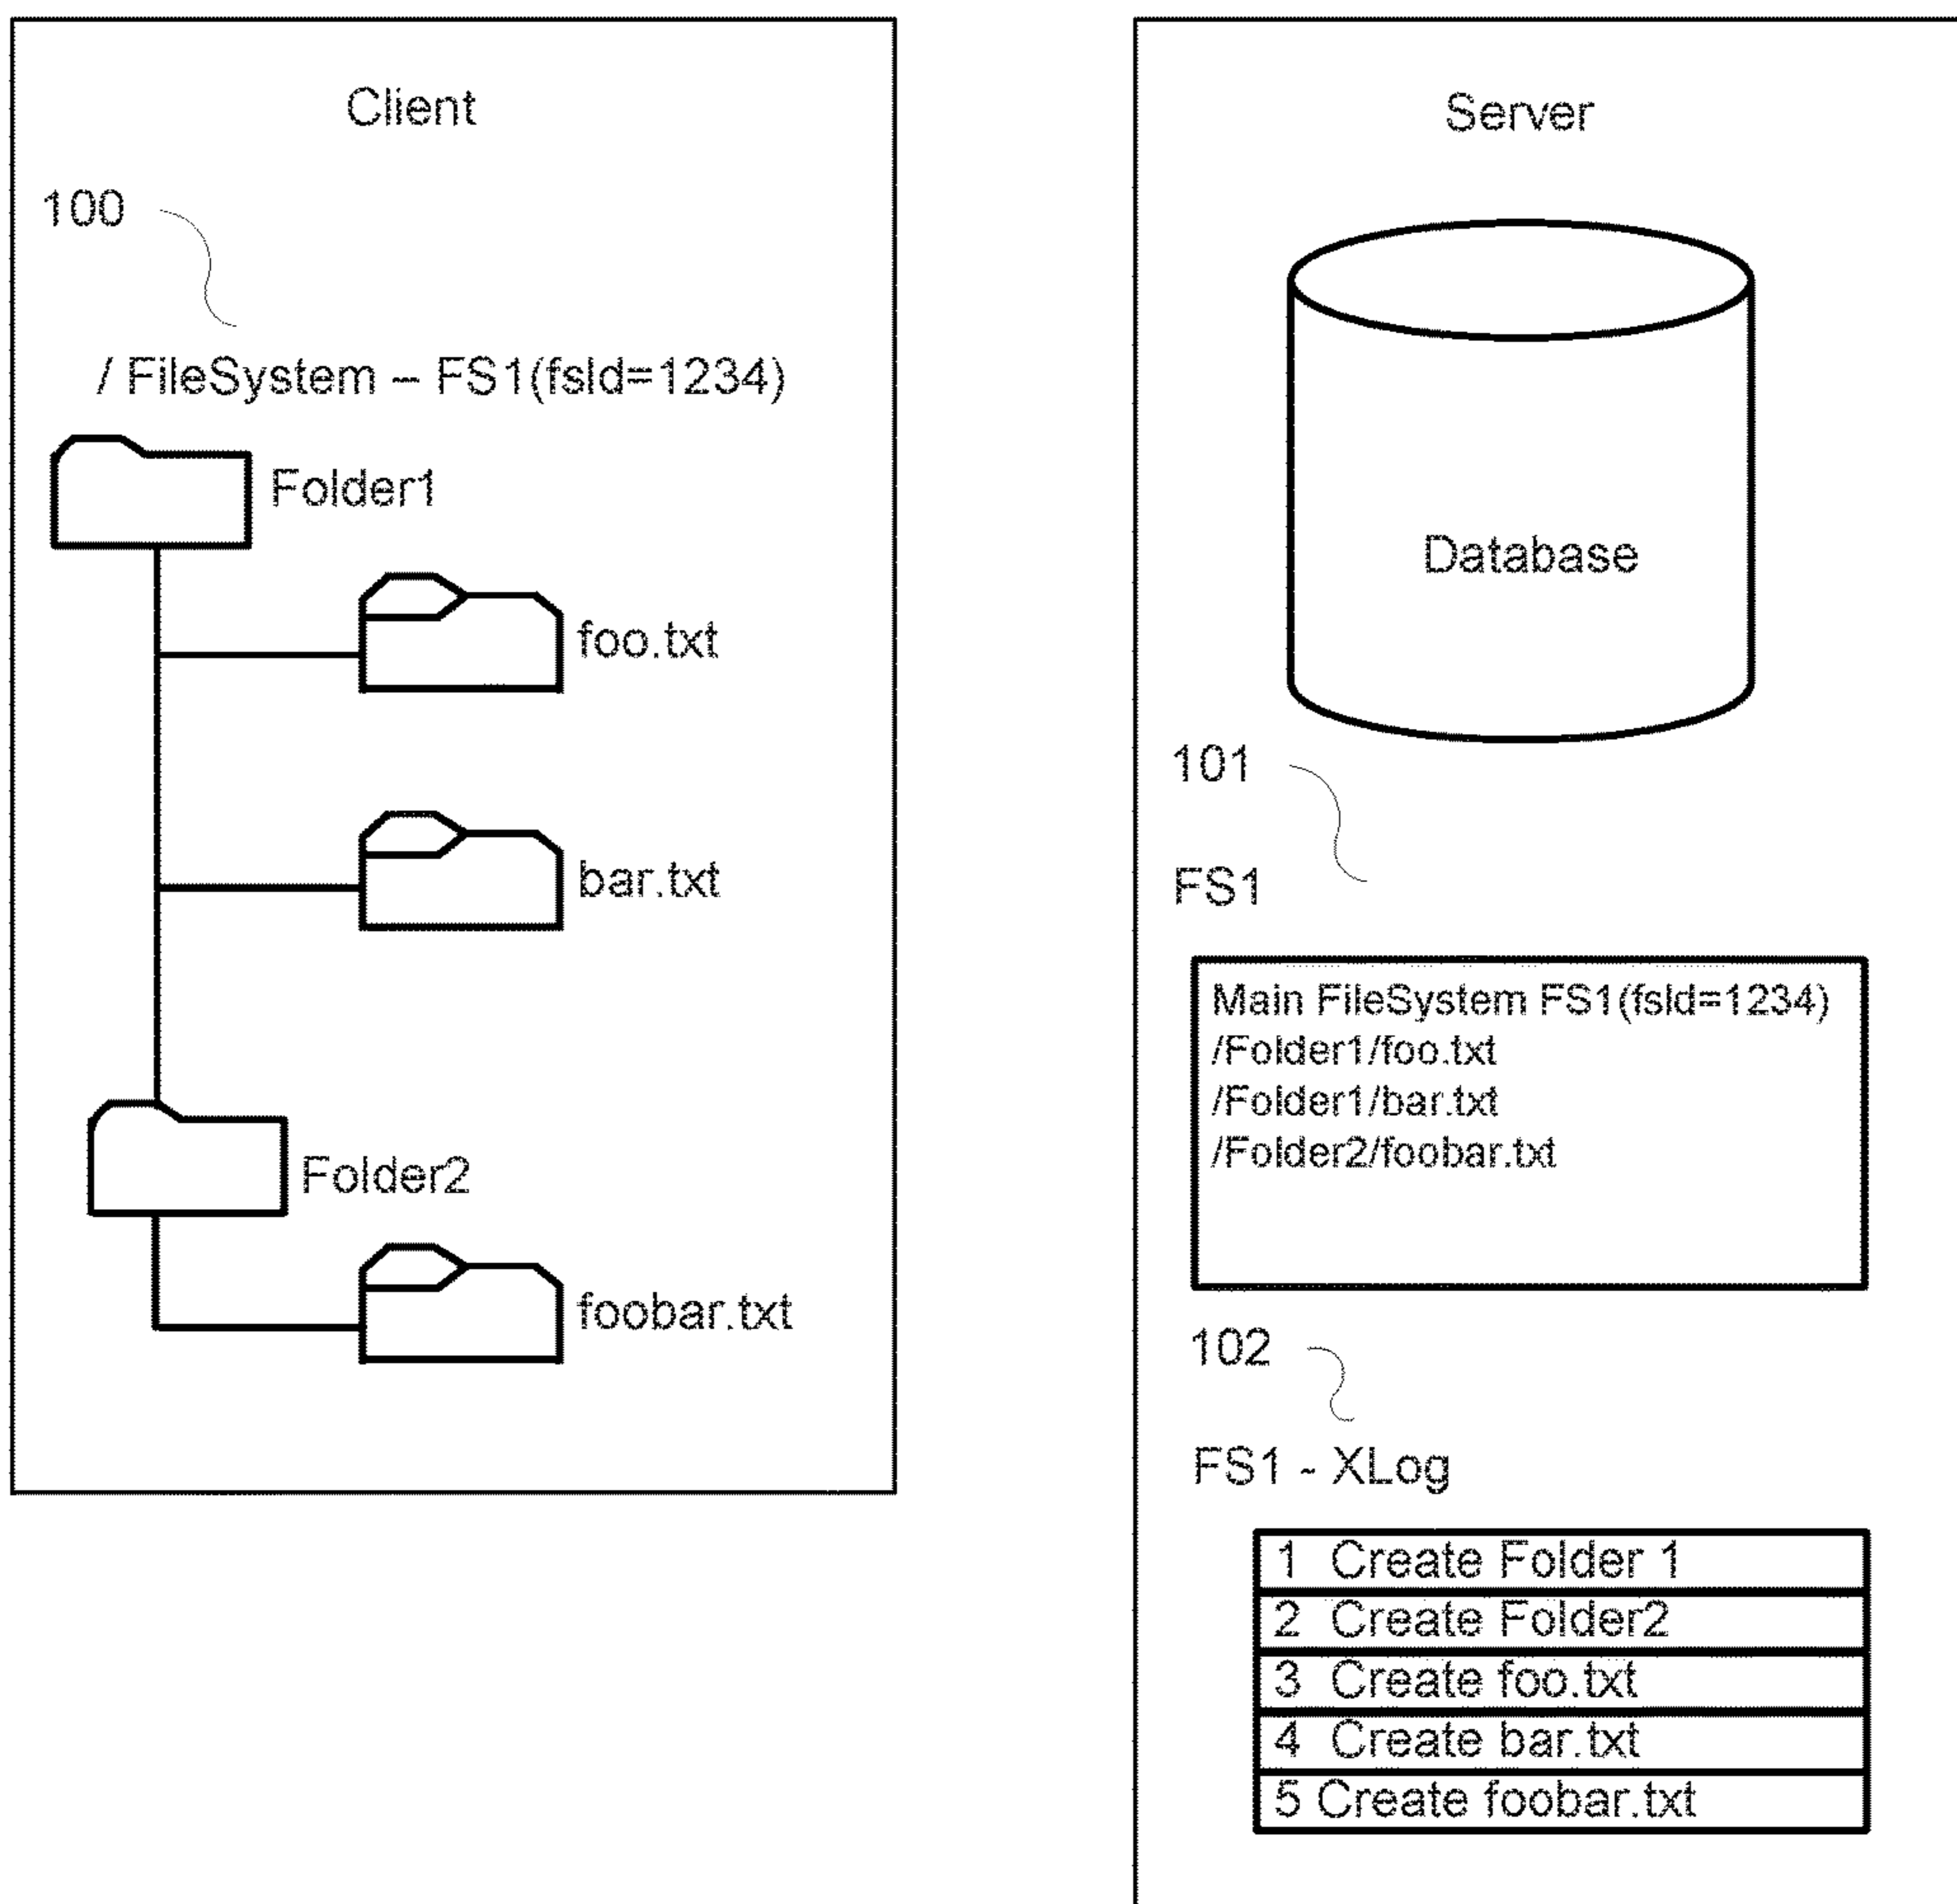 Client
100
/ FileSystem – FS1(fsId=1234)
Folder1
foo.txt
bar.txt
Folder2
foobar.txt
Server
Database
101
FS1
Main FileSystem FS1(fsId=1234)
/Folder1/foo.txt
/Folder1/bar.txt
/Folder2/foobar.txt
102
FS1 - XLog
1 Create Folder 1
2 Create Folder2
3 Create foo.txt
4 Create bar.txt
5 Create foobar.txt